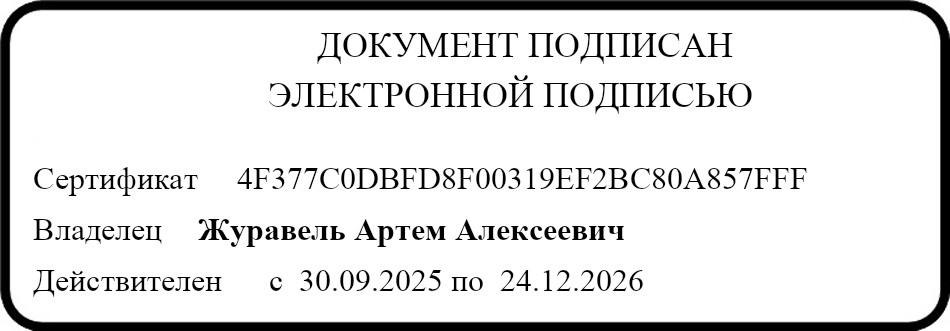 ДОКУМЕНТ ПОДПИСАН
ЭЛЕКТРОННОЙ ПОДПИСЬЮ
Сертификат 4F377C0DBFD8F00319EF2BC80A857FFF
Владелец Журавель Артем Алексеевич
Действителен с 30.09.2025 по 24.12.2026